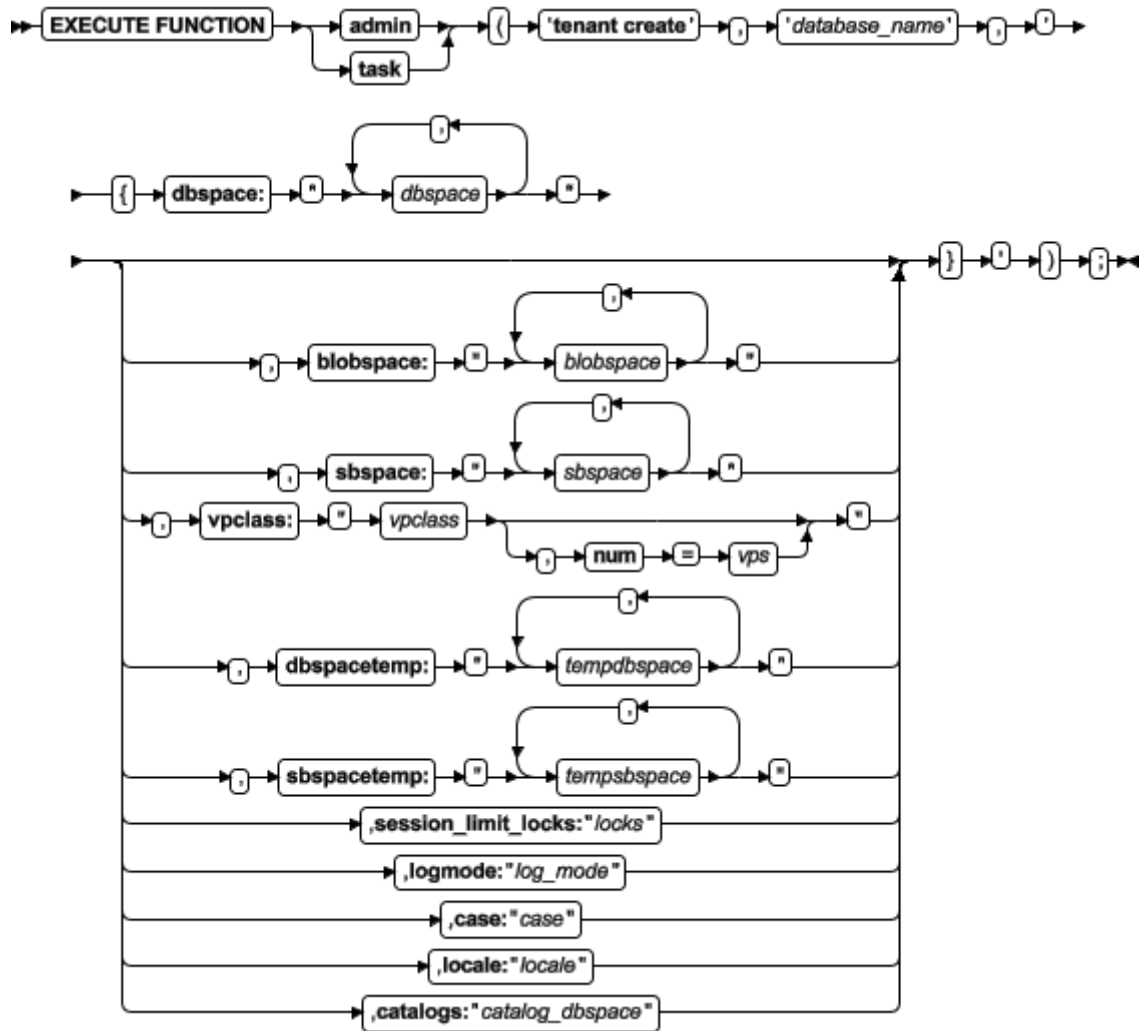 EXECUTE FUNCTION admin ( 'tenant create' , 'database_name' , '
task
,
{ dbspace: " dbspace "
} ' ) ;
,
, blobspace: " blobspace "
,
, sbspace: " sbspace "
, vpclass: " vpclass "
, num = vps
,
, dbspacetemp: " tempdbspace "
,
, sbspacetemp: " tempsbspace "
,session_limit_locks:"locks"
,logmode:"log_mode"
,case:"case"
,locale:"locale"
,catalogs:"catalog_dbspace"